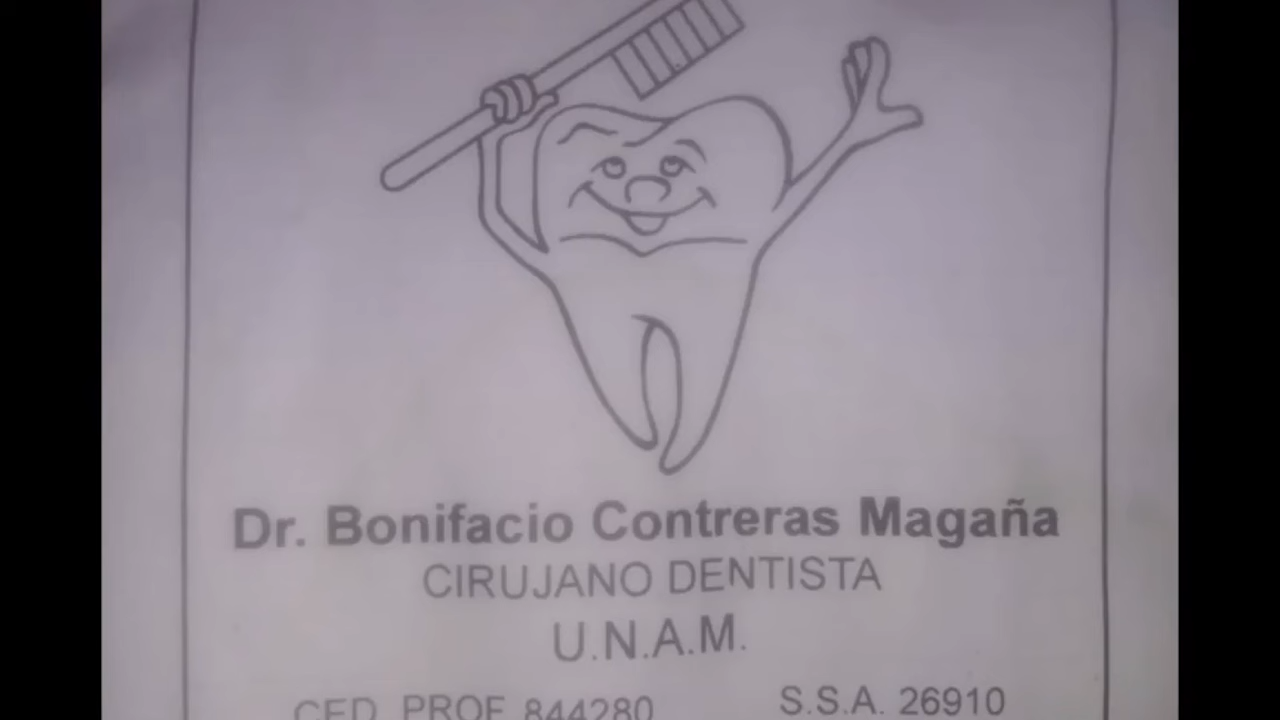 Dr. Bonifacio Contreras Magaña
CIRUJANO DENTISTA
U.N.A.M.
CED. PROF. 844280 S.S.A. 26910